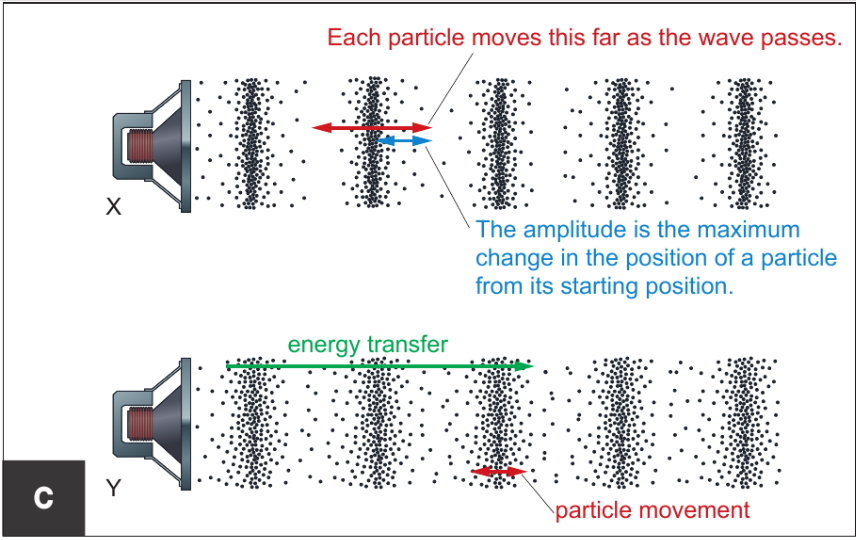 Each particle moves this far as the wave passes.
X
The amplitude is the maximum
change in the position of a particle
from its starting position.
energy transfer
Y
particle movement
C